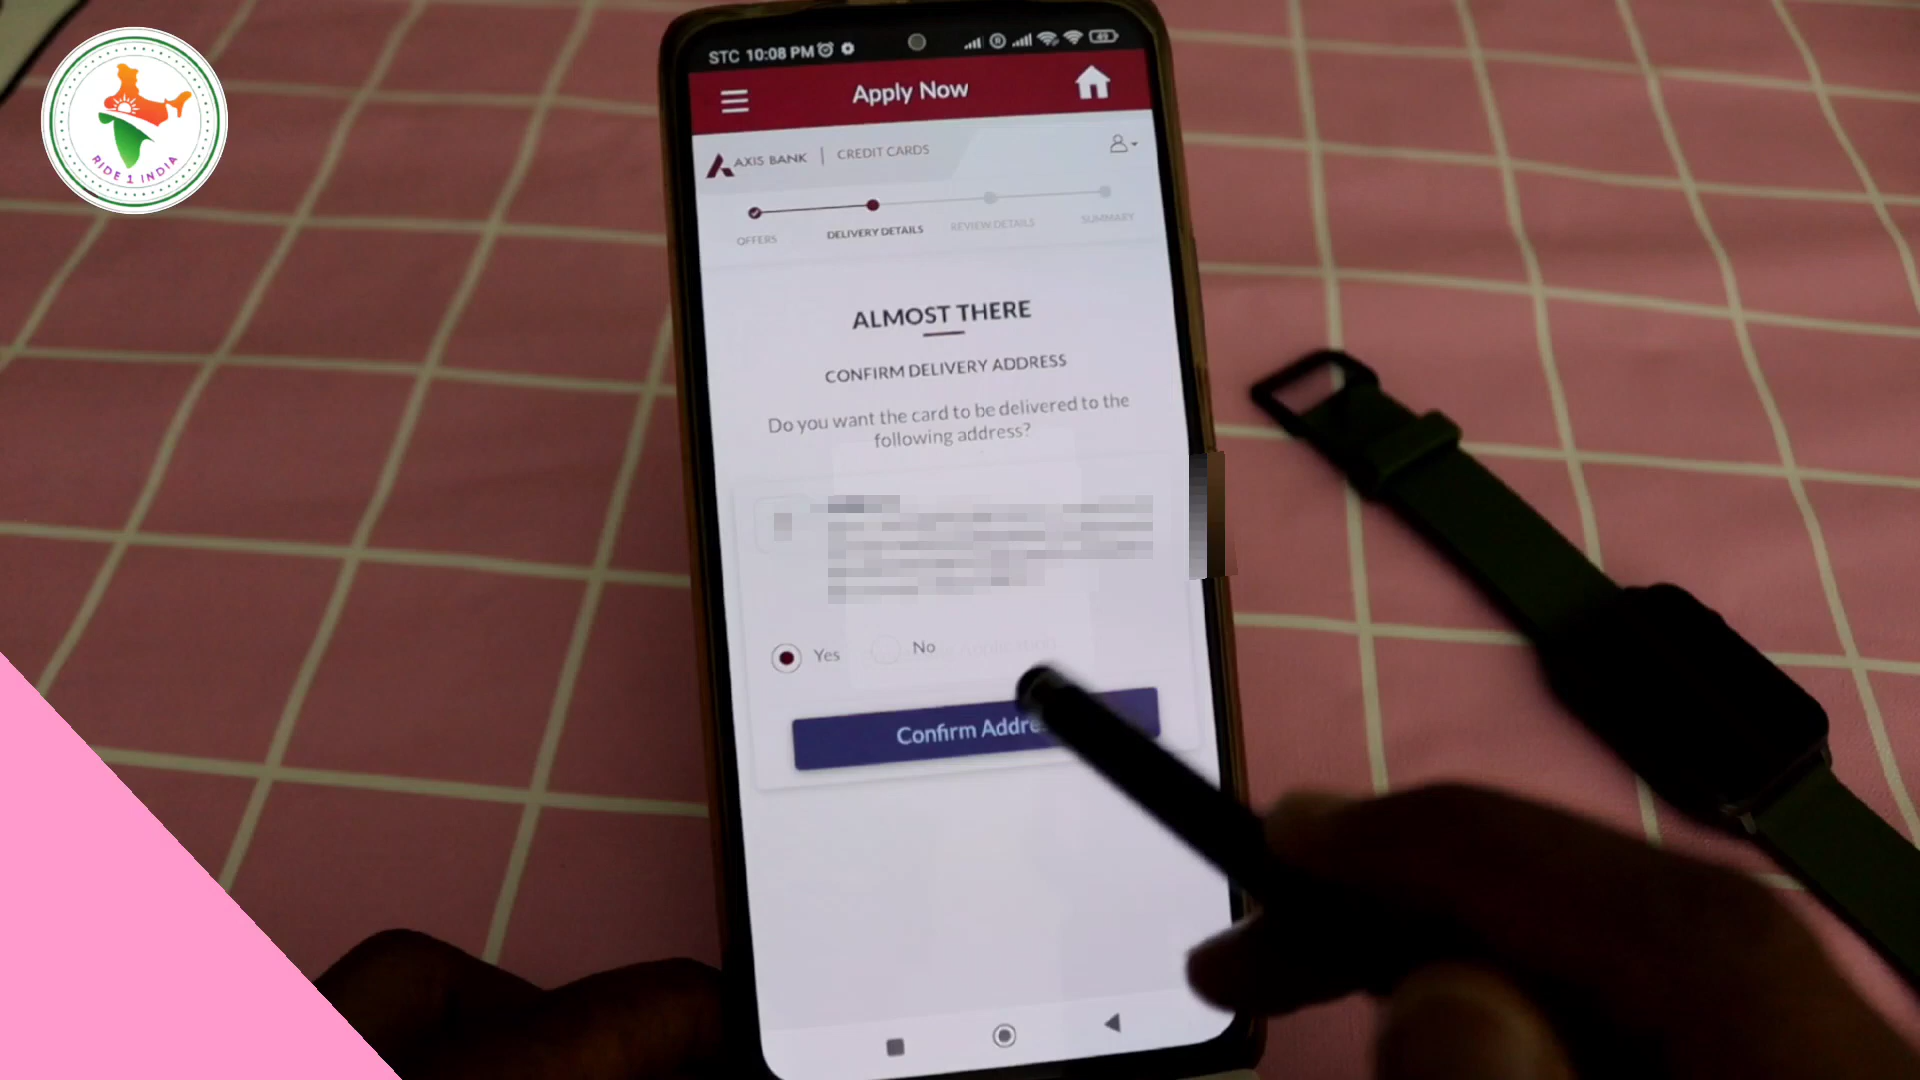 RIDE 1 INDIA
STC 10:08 PM
49
Apply Now
AXIS BANK | CREDIT CARDS
OFFERS
DELIVERY DETAILS
REVIEW DETAILS
SUMMARY
ALMOST THERE
CONFIRM DELIVERY ADDRESS
Do you want the card to be delivered to the
following address?
Yes
No
Confirm Addre